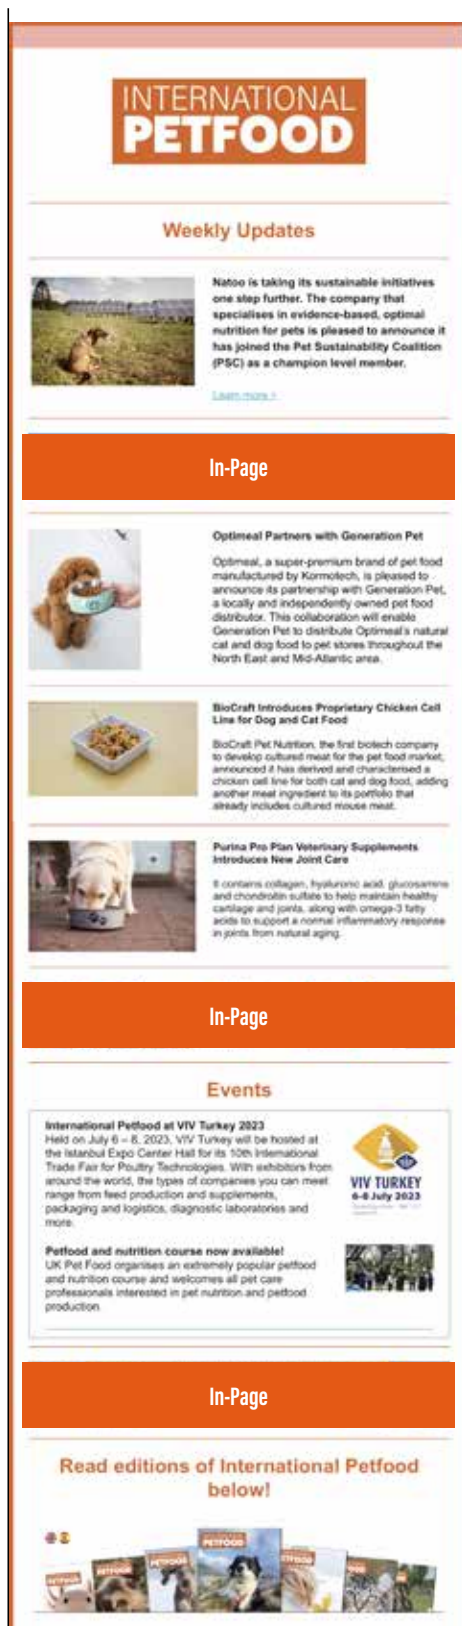 INTERNATIONAL
PETFOOD
Weekly Updates
Natoo is taking its sustainable initiatives
one step further. The company that
specialises in evidence-based, optimal
nutrition for pets is pleased to announce it
has joined the Pet Sustainability Coalition
(PSC) as a champion level member.
Learn more >
In-Page
Optimeal Partners with Generation Pet
Optimeal, a super-premium brand of pet food
manufactured by Kormotech, is pleased to
announce its partnership with Generation Pet,
a locally and independently owned pet food
distributor. This collaboration will enable
Generation Pet to distribute Optimeal's natural
cat and dog food to pet stores throughout the
North East and Mid-Atlantic area.
BioCraft Introduces Proprietary Chicken Cell
Line for Dog and Cat Food
BioCraft Pet Nutrition, the first biotech company
to develop cultured meat for the pet food market,
announced it has derived and characterised a
chicken cell line for both cat and dog food, adding
another meat ingredient to its portfolio that
already includes cultured mouse meat.
Purina Pro Plan Veterinary Supplements
Introduces New Joint Care
It contains collagen, hyaluronic acid, glucosamine
and chondroitin sulfate to help maintain healthy
cartilage and joints, along with omega-3 fatty
acids to support a normal inflammatory response
in joints from natural aging.
In-Page
Events
International Petfood at VIV Turkey 2023
Held on July 6 – 8, 2023, VIV Turkey will be hosted at
the Istanbul Expo Center Hall for its 10th International
Trade Fair for Poultry Technologies. With exhibitors from
around the world, the types of companies you can meet
range from feed production and supplements,
packaging and logistics, diagnostic laboratories and
more.
VIV TURKEY
6-8 July 2023
Petfood and nutrition course now available!
UK Pet Food organises an extremely popular petfood
and nutrition course and welcomes all pet care
professionals interested in pet nutrition and petfood
production.
In-Page
Read editions of International Petfood
below!
PETFOOD
PETFOOD
PETFOOD
PETFOOD
PETFOOD